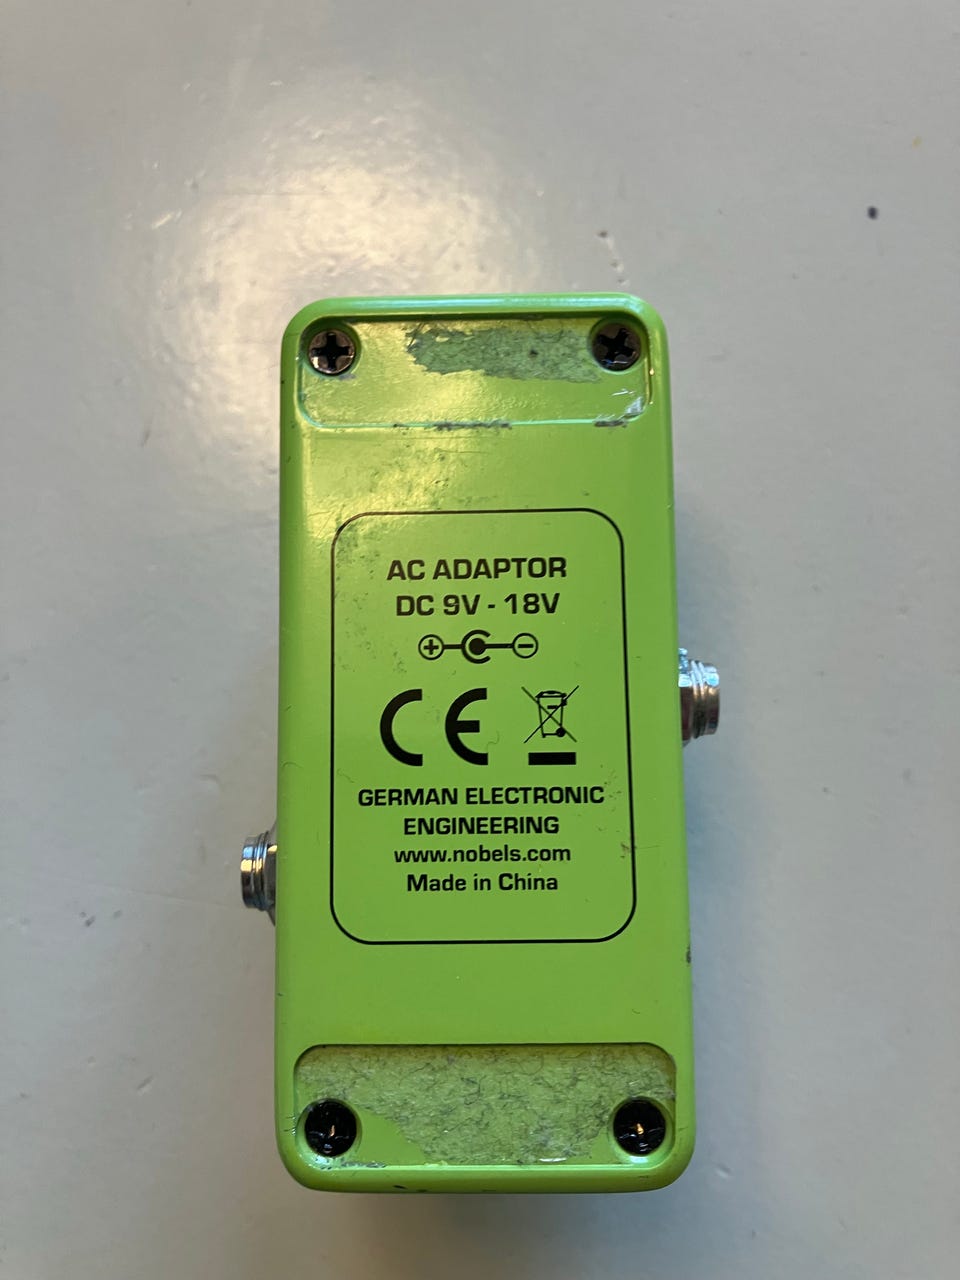 AC ADAPTOR
DC 9V - 18V
+ -
CE
GERMAN ELECTRONIC
ENGINEERING
www.nobels.com
Made in China